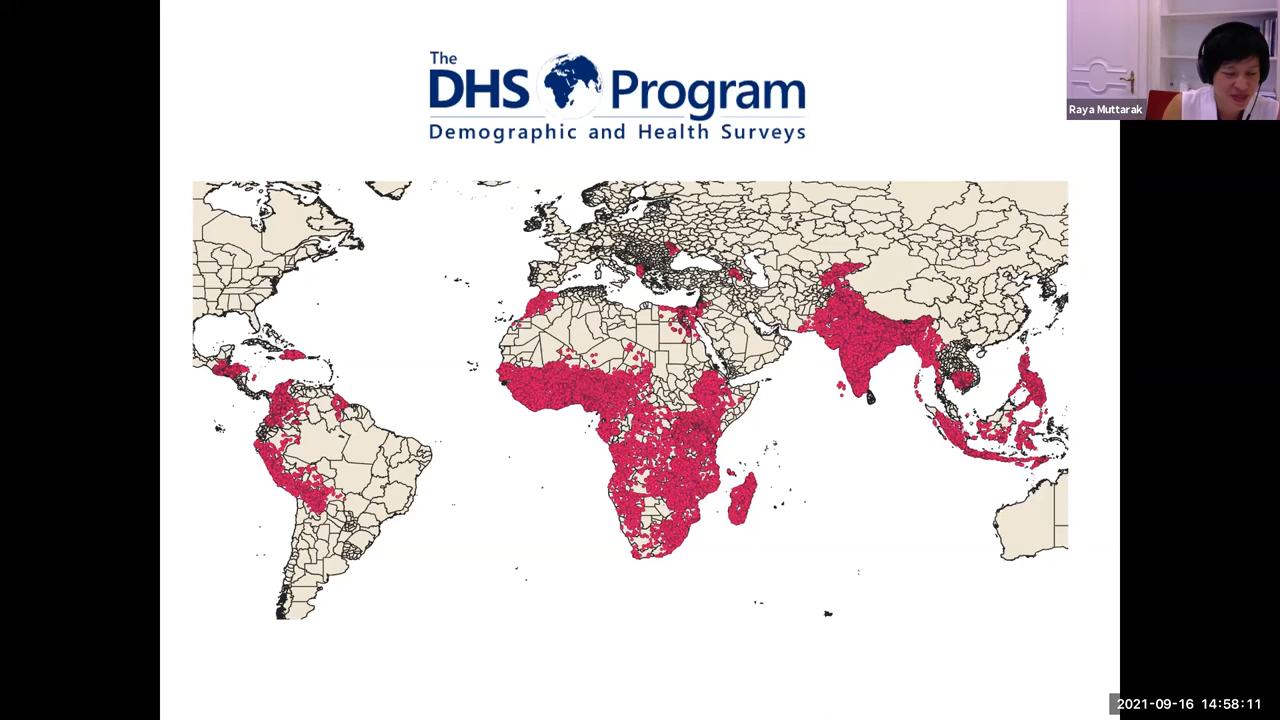 The
DHS Program
Demographic and Health Surveys
Raya Muttarak
2021-09-16 14:58:11